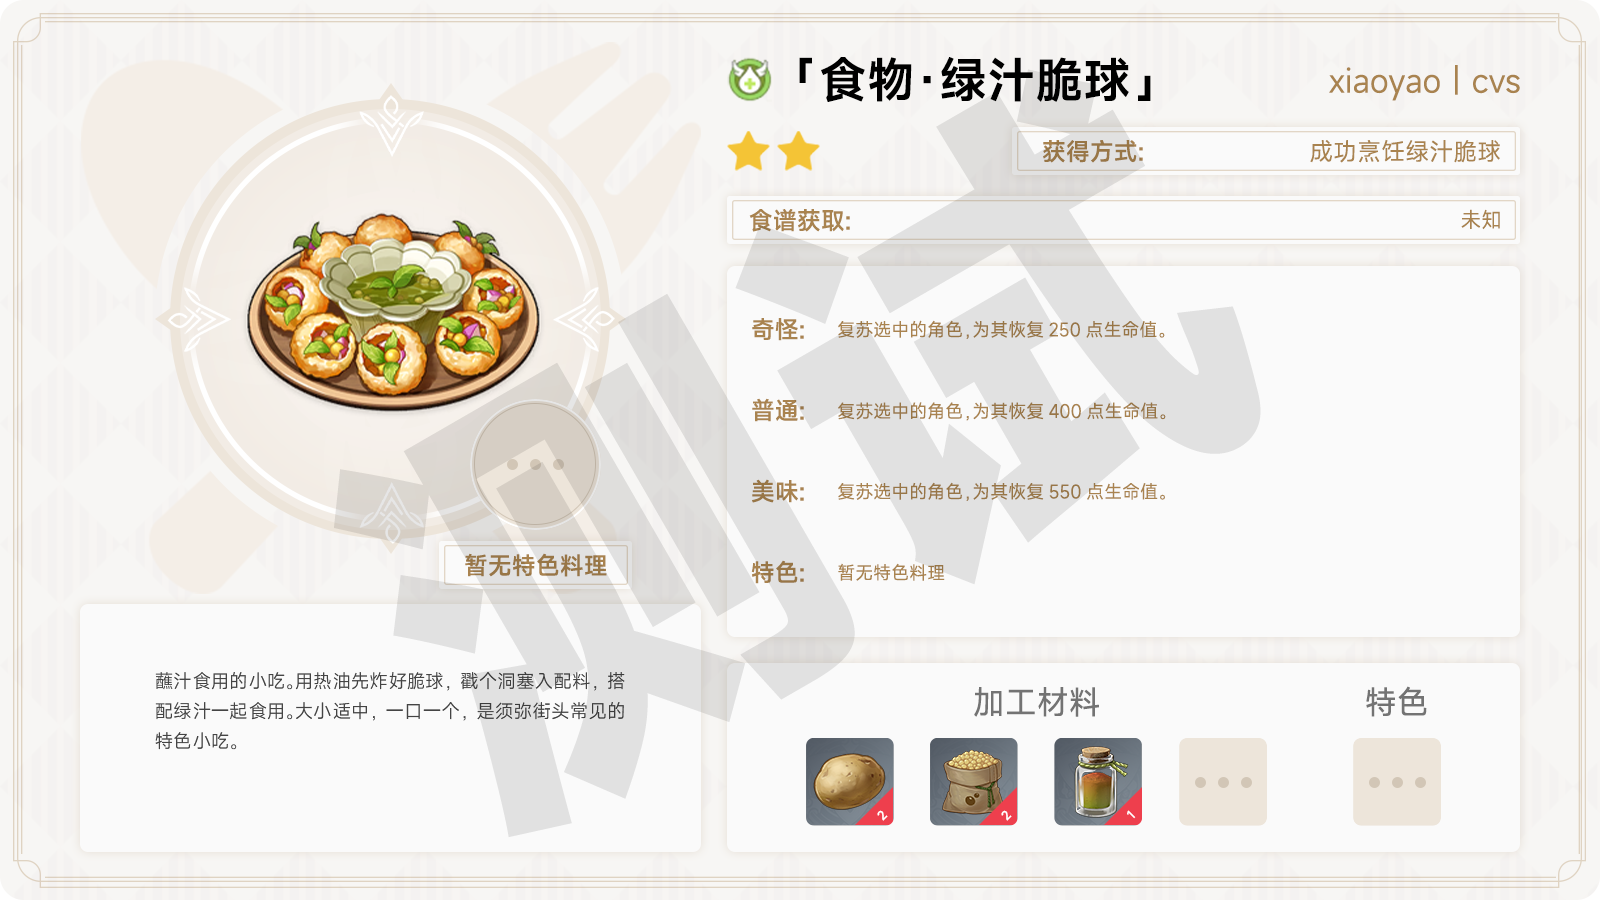 「食物·绿汁脆球」
xiaoyao | cvs
获得方式: 成功烹饪绿汁脆球
食谱获取: 未知
奇怪: 复苏选中的角色,为其恢复 250 点生命值。
普通: 复苏选中的角色,为其恢复 400 点生命值。
美味: 复苏选中的角色,为其恢复 550 点生命值。
特色: 暂无特色料理
暂无特色料理
蘸汁食用的小吃。用热油先炸好脆球，戳个洞塞入配料，搭
配绿汁一起食用。大小适中，一口一个，是须弥街头常见的
特色小吃。
加工材料 特色
2 2 1
测试